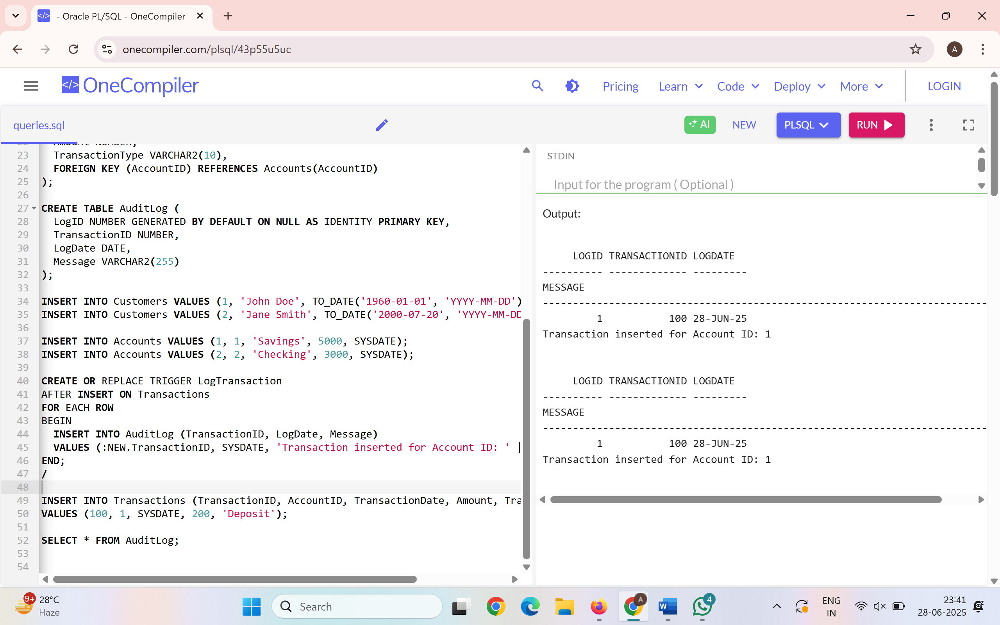 </> - Oracle PL/SQL - OneCompiler
onecompiler.com/plsql/43p55u5uc
A
</> OneCompiler
Pricing Learn Code Deploy More LOGIN
queries.sql
AI NEW PLSQL RUN
22 Amount NUMBER,
23 TransactionType VARCHAR2(10),
24 FOREIGN KEY (AccountID) REFERENCES Accounts(AccountID)
25 );
26
27 CREATE TABLE AuditLog (
28 LogID NUMBER GENERATED BY DEFAULT ON NULL AS IDENTITY PRIMARY KEY,
29 TransactionID NUMBER,
30 LogDate DATE,
31 Message VARCHAR2(255)
32 );
33
34 INSERT INTO Customers VALUES (1, 'John Doe', TO_DATE('1960-01-01', 'YYYY-MM-DD')
35 INSERT INTO Customers VALUES (2, 'Jane Smith', TO_DATE('2000-07-20', 'YYYY-MM-DD
36
37 INSERT INTO Accounts VALUES (1, 1, 'Savings', 5000, SYSDATE);
38 INSERT INTO Accounts VALUES (2, 2, 'Checking', 3000, SYSDATE);
39
40 CREATE OR REPLACE TRIGGER LogTransaction
41 AFTER INSERT ON Transactions
42 FOR EACH ROW
43 BEGIN
44 INSERT INTO AuditLog (TransactionID, LogDate, Message)
45 VALUES (:NEW.TransactionID, SYSDATE, 'Transaction inserted for Account ID: ' |
46 END;
47 /
48
49 INSERT INTO Transactions (TransactionID, AccountID, TransactionDate, Amount, Tra
50 VALUES (100, 1, SYSDATE, 200, 'Deposit');
51
52 SELECT * FROM AuditLog;
53
54
STDIN
Input for the program ( Optional )
Output:
LOGID TRANSACTIONID LOGDATE
---------- ------------- ---------
MESSAGE
--------------------------------------------------------------------------
1 100 28-JUN-25
Transaction inserted for Account ID: 1
LOGID TRANSACTIONID LOGDATE
---------- ------------- ---------
MESSAGE
--------------------------------------------------------------------------
1 100 28-JUN-25
Transaction inserted for Account ID: 1
9+ 28°C
Haze
Search
A
W
4
ENG
IN
23:41
28-06-2025